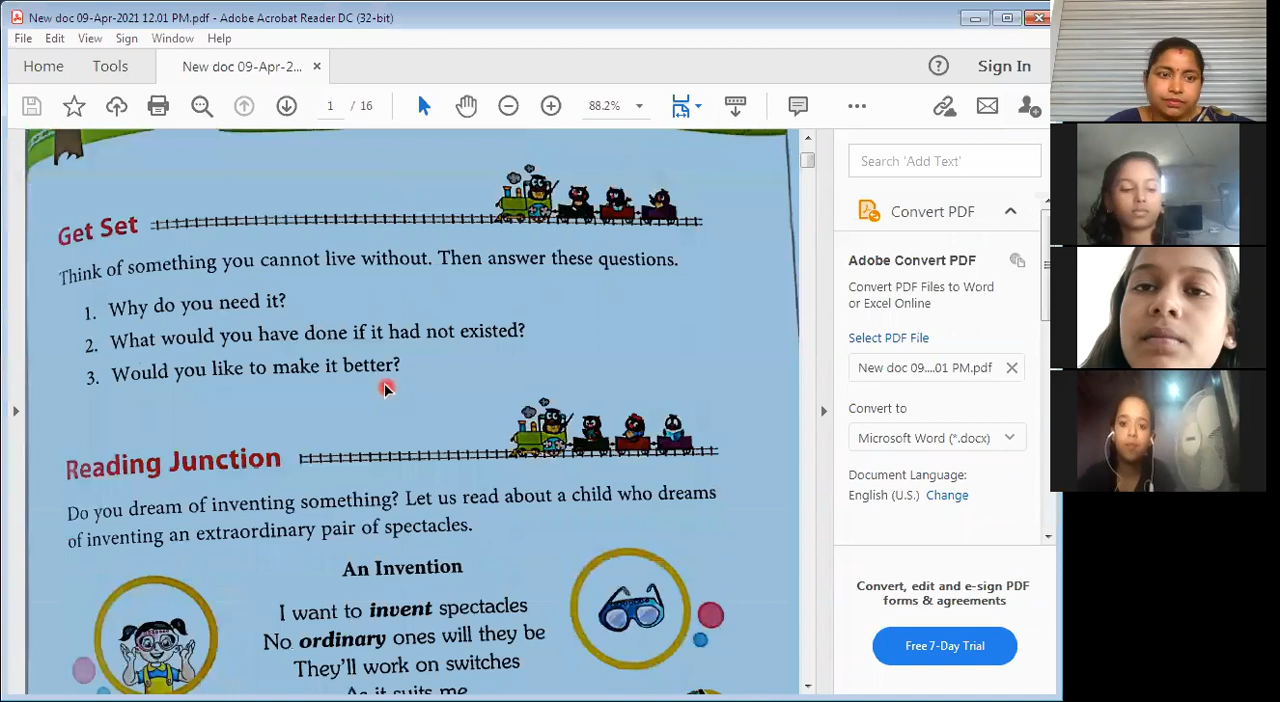 New doc 09-Apr-2021 12.01 PM.pdf - Adobe Acrobat Reader DC (32-bit)
File Edit View Sign Window Help
Home Tools New doc 09-Apr-2... × Sign In
1 / 16 88.2%
Get Set
Think of something you cannot live without. Then answer these questions.
1. Why do you need it?
2. What would you have done if it had not existed?
3. Would you like to make it better?
Reading Junction
Do you dream of inventing something? Let us read about a child who dreams
of inventing an extraordinary pair of spectacles.
An Invention
I want to invent spectacles
No ordinary ones will they be
They'll work on switches
As it suits me
Search 'Add Text'
Convert PDF
Adobe Convert PDF
Convert PDF Files to Word
or Excel Online
Select PDF File
New doc 09....01 PM.pdf
Convert to
Microsoft Word (*.docx)
Document Language:
English (U.S.) Change
Convert, edit and e-sign PDF
forms & agreements
Free 7-Day Trial